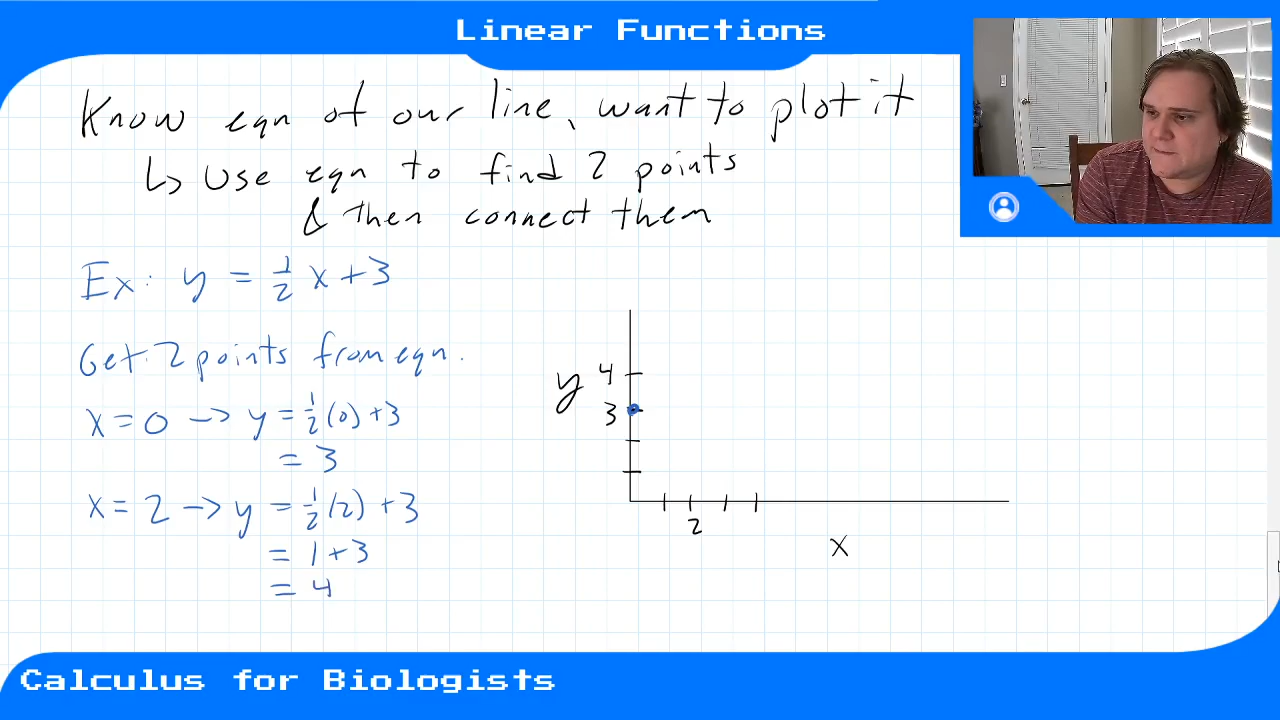 Linear Functions
Know eqn of our line, want to plot it
↳ Use eqn to find 2 points
& then connect them
Ex: y = 1/2 x + 3
Get 2 points from eqn.
x = 0 → y = 1/2 (0) + 3
= 3
x = 2 → y = 1/2 (2) + 3
= 1 + 3
= 4
y
4
3
2
x
Calculus for Biologists